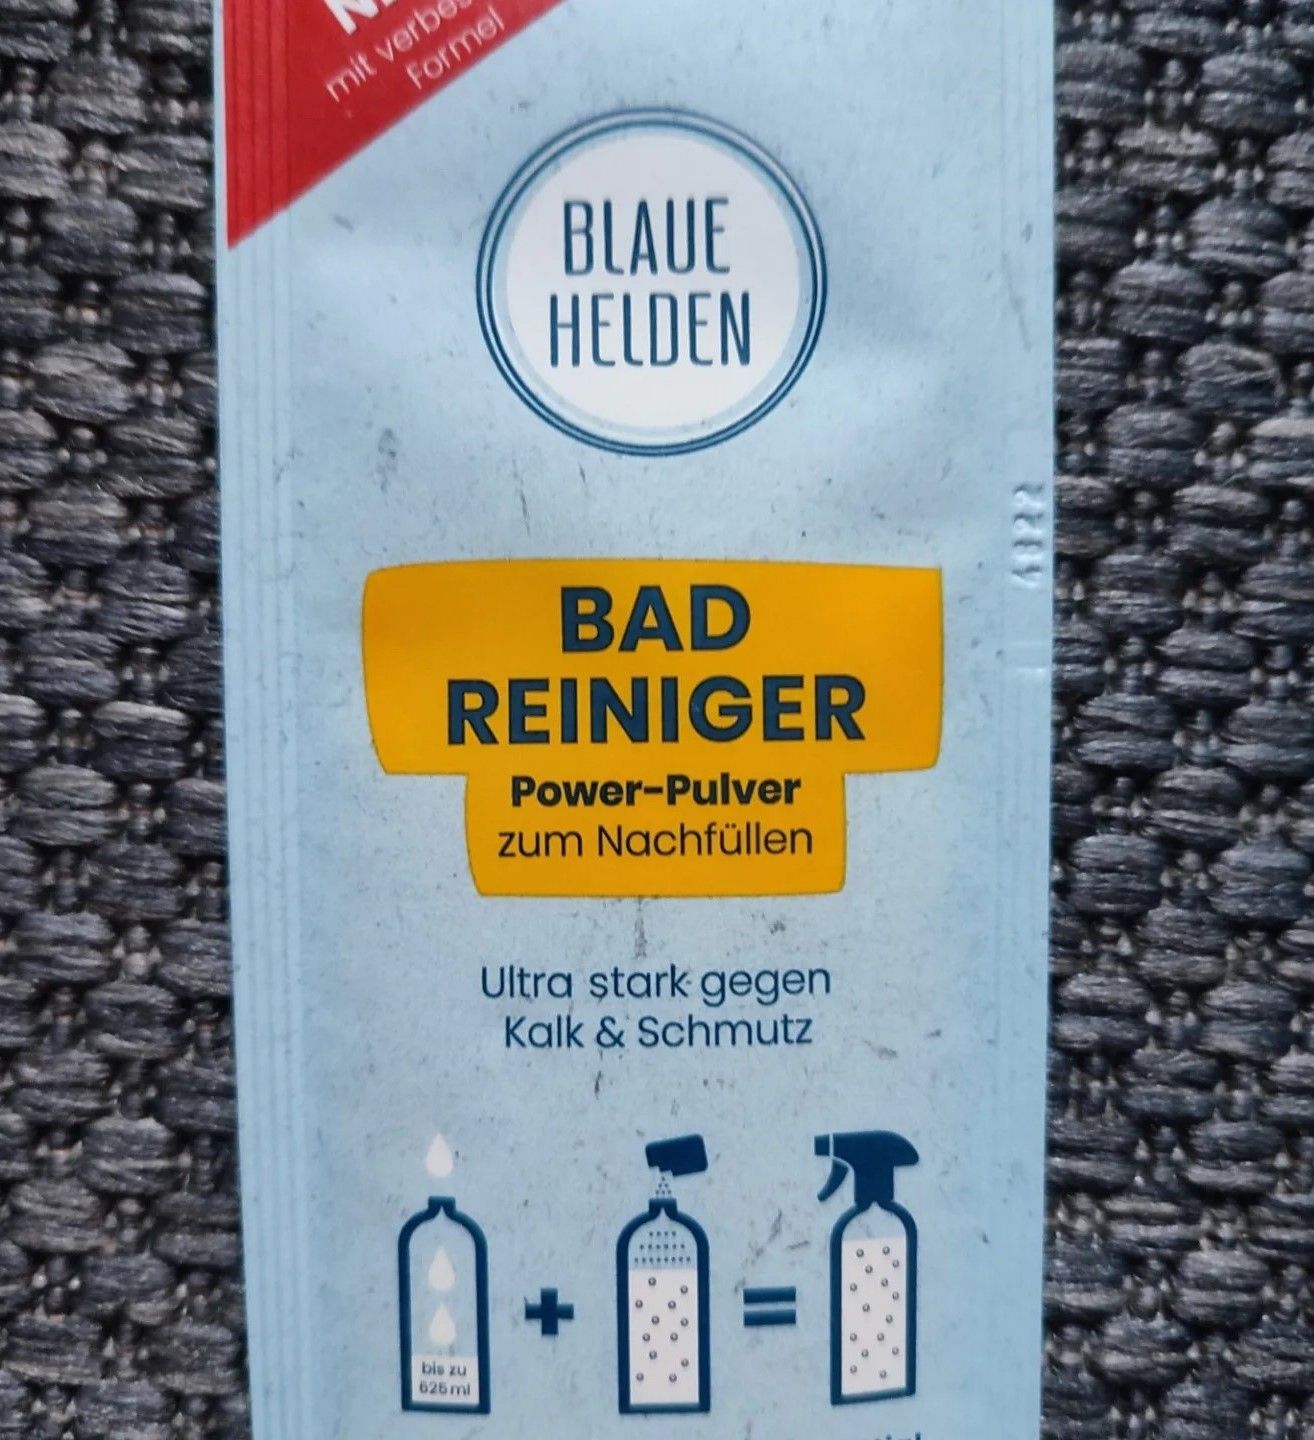 mit verbes
Formel
BLAUE
HELDEN
BAD
REINIGER
Power-Pulver
zum Nachfüllen
Ultra stark gegen
Kalk & Schmutz
+
=
bis zu
625 ml